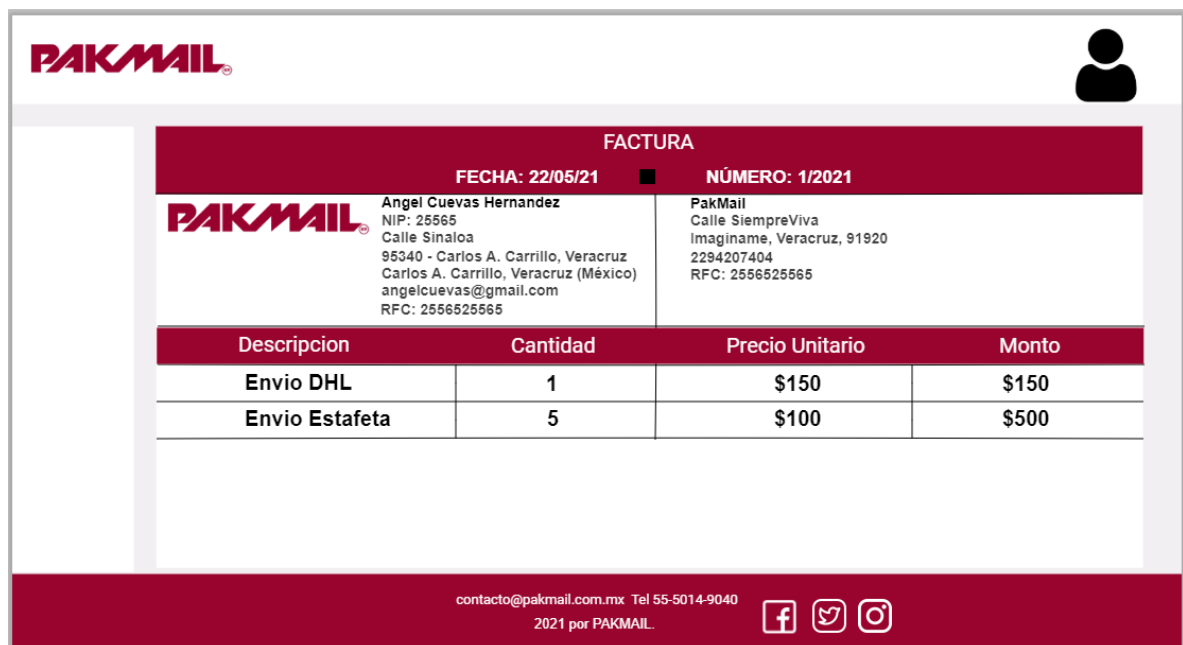 PAKMAIL
FACTURA
FECHA: 22/05/21 NÚMERO: 1/2021
PAKMAIL
Angel Cuevas Hernandez
NIP: 25565
Calle Sinaloa
95340 - Carlos A. Carrillo, Veracruz
Carlos A. Carrillo, Veracruz (México)
angelcuevas@gmail.com
RFC: 2556525565
PakMail
Calle SiempreViva
Imaginame, Veracruz, 91920
2294207404
RFC: 2556525565
Descripcion Cantidad Precio Unitario Monto
Envio DHL 1 $150 $150
Envio Estafeta 5 $100 $500
contacto@pakmail.com.mx Tel 55-5014-9040
2021 por PAKMAIL.